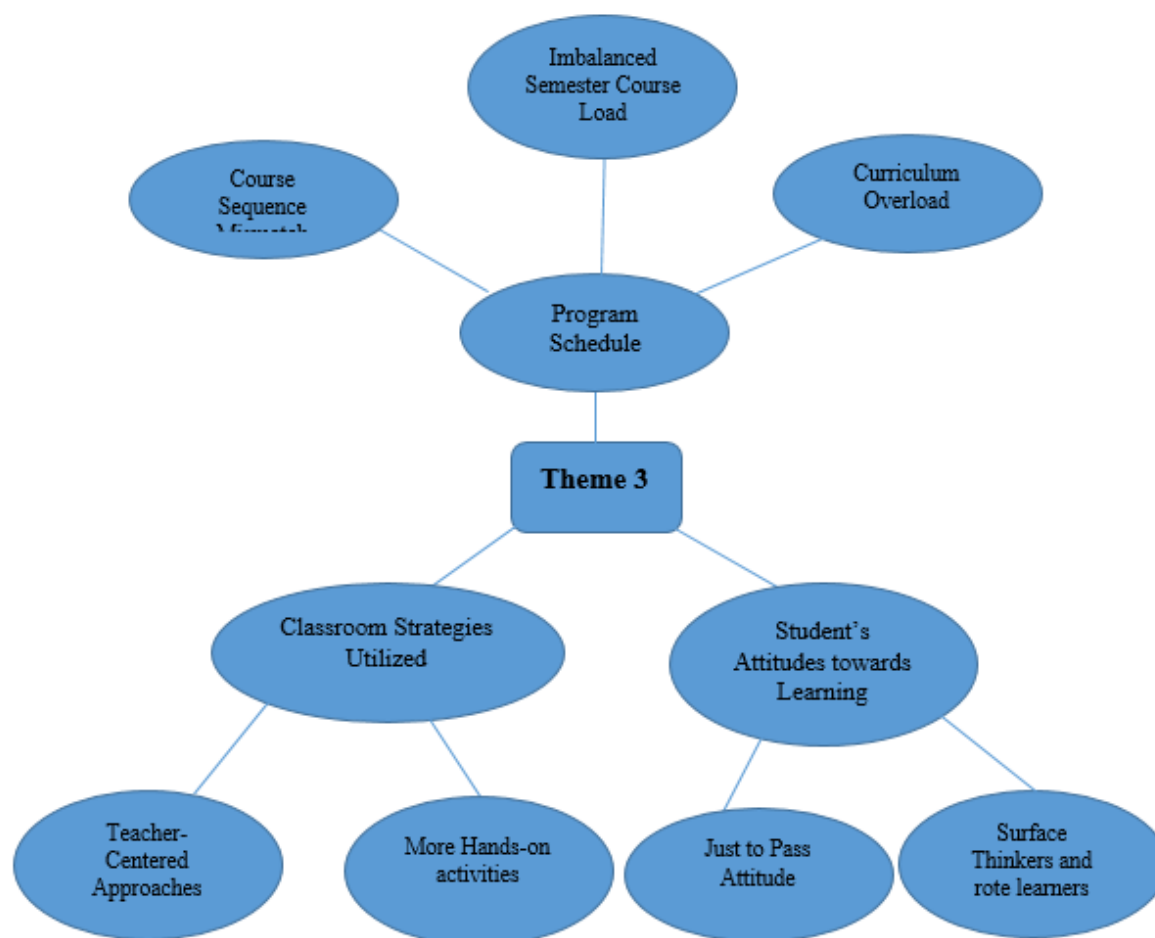 Imbalanced
Semester Course
Load
Course
Sequence
Curriculum
Overload
Program
Schedule
Theme 3
Classroom Strategies
Utilized
Student’s
Attitudes towards
Learning
Teacher-
Centered
Approaches
More Hands-on
activities
Just to Pass
Attitude
Surface
Thinkers and
rote learners